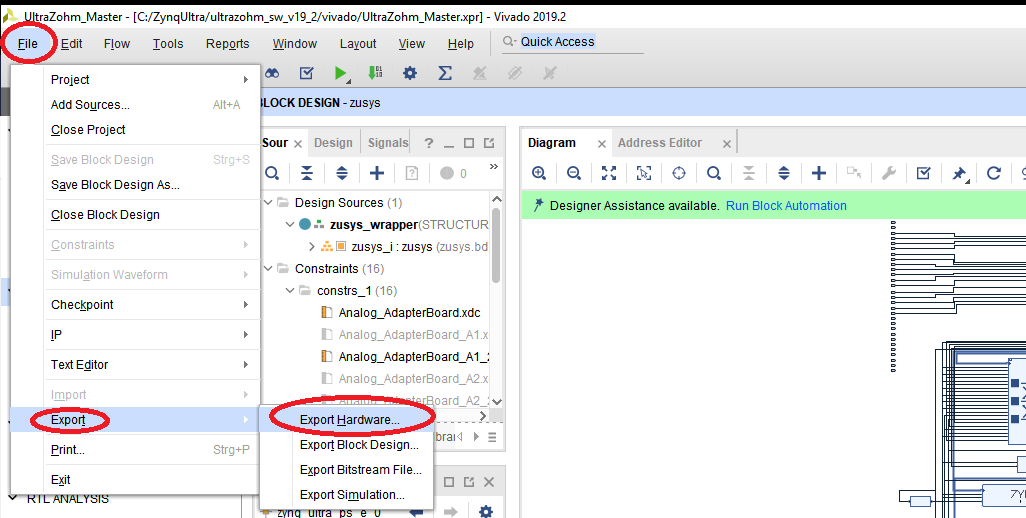 UltraZohm_Master - [C:/ZynqUltra/ultrazohm_sw_v19_2/vivado/UltraZohm_Master.xpr] - Vivado 2019.2
File Edit Flow Tools Reports Window Layout View Help Quick Access
BLOCK DESIGN - zusys
Project
Add Sources... Alt+A
Close Project
Save Block Design Strg+S
Save Block Design As...
Close Block Design
Constraints
Simulation Waveform
Checkpoint
IP
Text Editor
Import
Export
Print... Strg+P
Exit
RTL ANALYSIS
Export Hardware...
Export Block Design...
Export Bitstream File...
Export Simulation...
Sour Design Signals
0
Design Sources (1)
zusys_wrapper(STRUCTUR
zusys_i : zusys (zusys.bd
Constraints (16)
constrs_1 (16)
Analog_AdapterBoard.xdc
Analog_AdapterBoard_A1.x
Analog_AdapterBoard_A1_2
Analog_AdapterBoard_A2.x
Analog_AdapterBoard_A2_2
brar
zynq_ultra_ps_e_0
Diagram Address Editor
Designer Assistance available. Run Block Automation